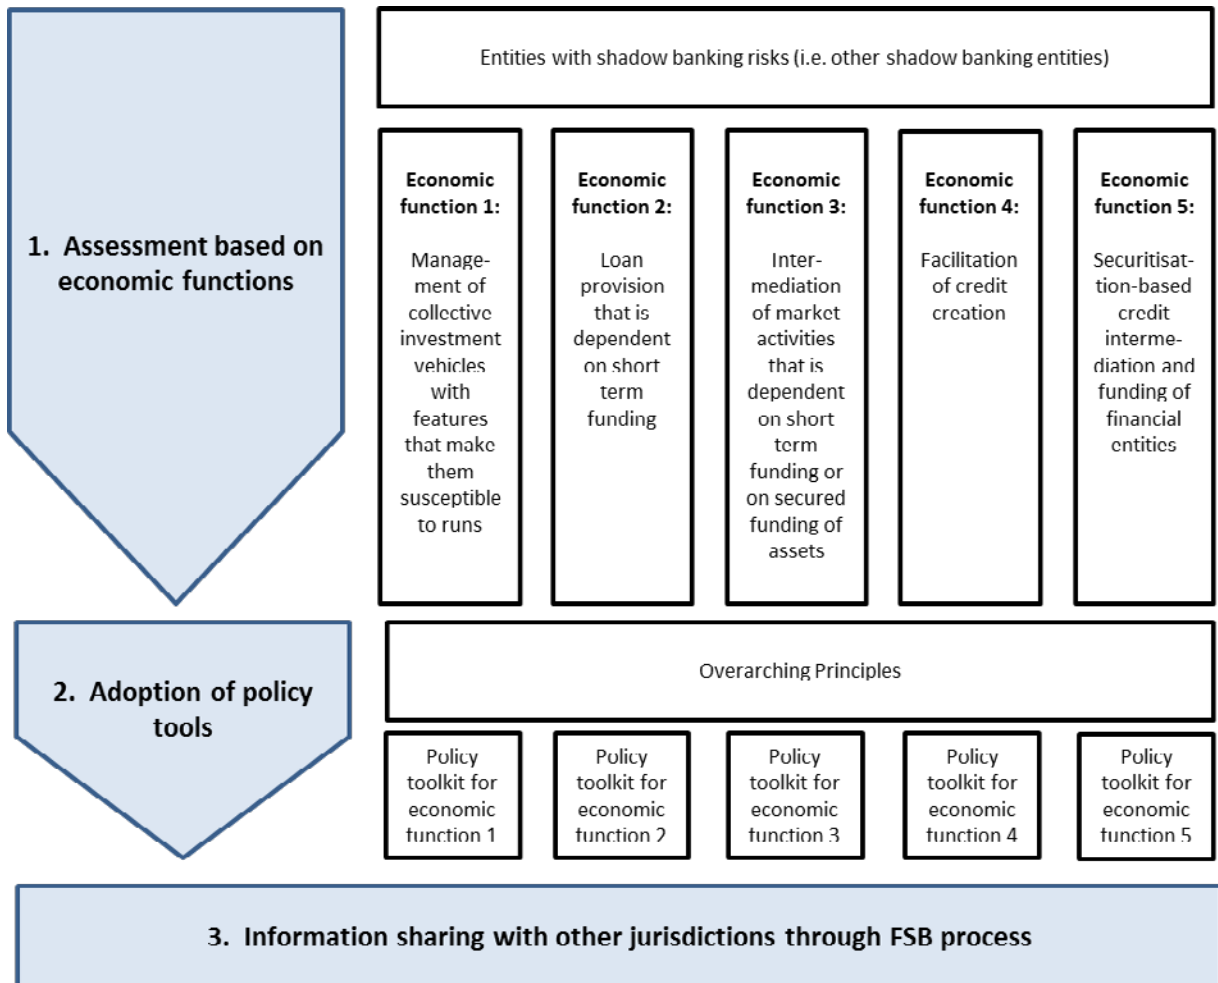 Entities with shadow banking risks (i.e. other shadow banking entities)
1. Assessment based on
economic functions
Economic
function 1:
Manage-
ment of
collective
investment
vehicles
with
features
that make
them
susceptible
to runs
Economic
function 2:
Loan
provision
that is
dependent
on short
term
funding
Economic
function 3:
Inter-
mediation
of market
activities
that is
dependent
on short
term
funding or
on secured
funding of
assets
Economic
function 4:
Facilitation
of credit
creation
Economic
function 5:
Securitisat-
tion-based
credit
interme-
diation and
funding of
financial
entities
2. Adoption of policy
tools
Overarching Principles
Policy
toolkit for
economic
function 1
Policy
toolkit for
economic
function 2
Policy
toolkit for
economic
function 3
Policy
toolkit for
economic
function 4
Policy
toolkit for
economic
function 5
3. Information sharing with other jurisdictions through FSB process